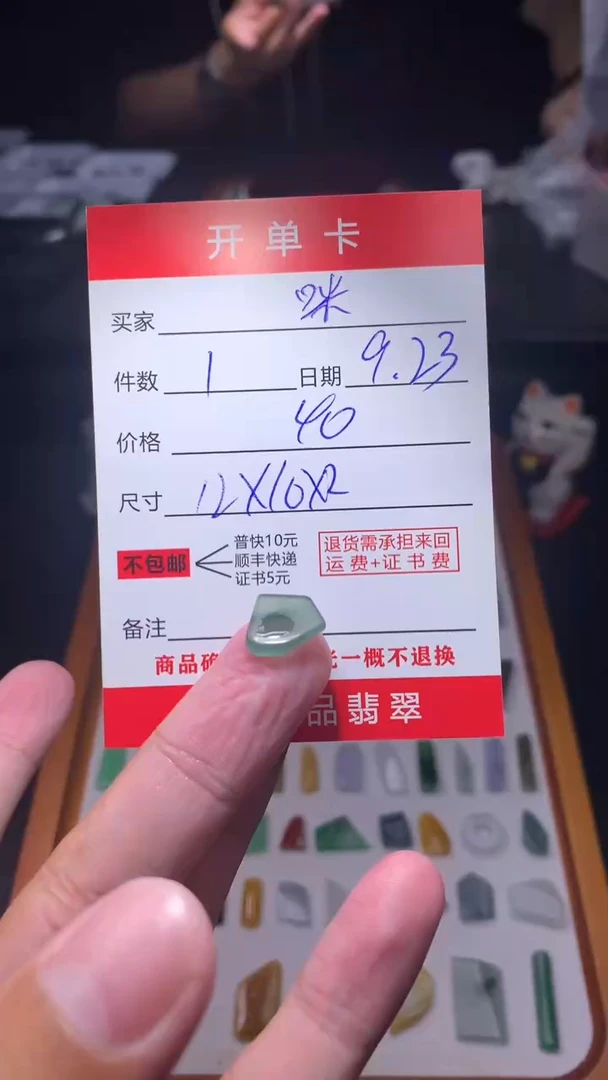 开单卡
买家 咪
件数 1 日期 9.23
价格 40
尺寸 12X10X2
不包邮
普快10元
顺丰快递
证书5元
退货需承担来回
运费+证书费
备注
商品 一概不退换
品翡翠